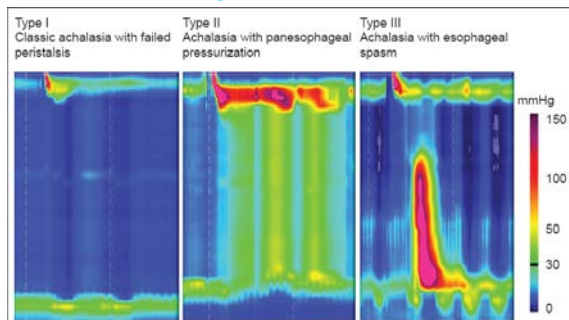 Type I
Classic achalasia with failed
peristalsis
Type II
Achalasia with panesophageal
pressurization
Type III
Achalasia with esophageal
spasm
mmHg
150
100
50
30
0